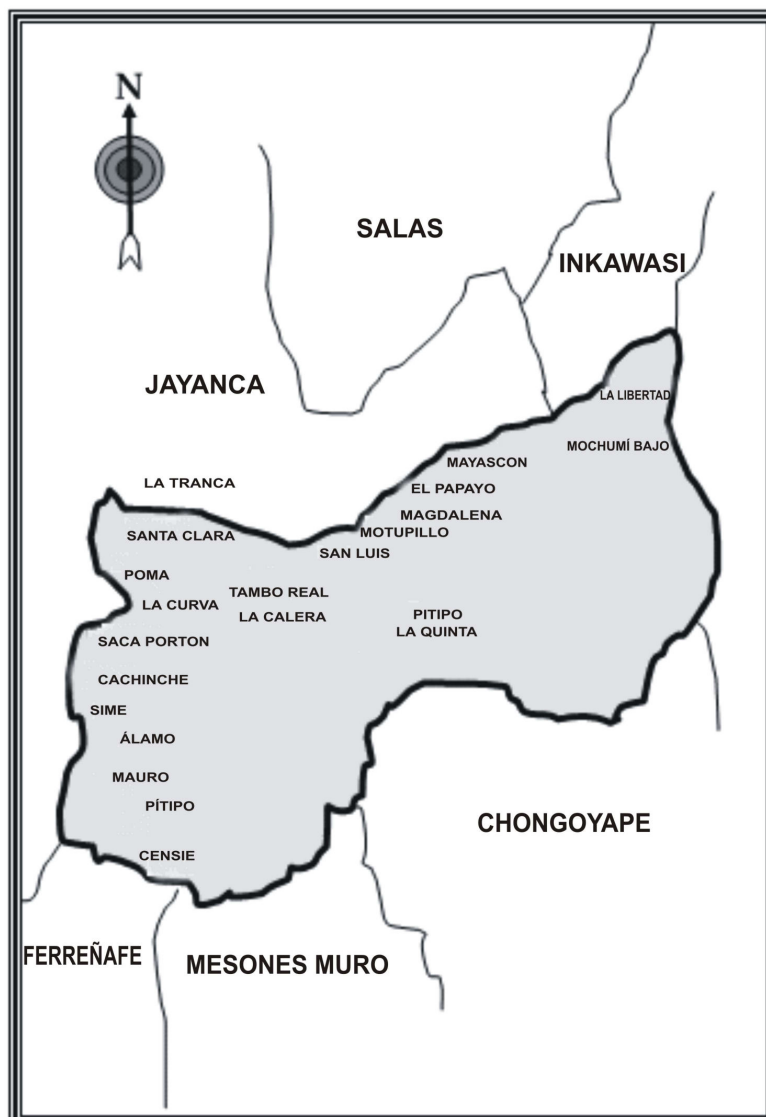 N
SALAS
INKAWASI
JAYANCA
LA LIBERTAD
MOCHUMÍ BAJO
MAYASCON
LA TRANCA
EL PAPAYO
MAGDALENA
MOTUPILLO
SANTA CLARA
SAN LUIS
POMA
TAMBO REAL
LA CURVA
LA CALERA
PITIPO
LA QUINTA
SACA PORTON
CACHINCHE
SIME
ÁLAMO
MAURO
PÍTIPO
CHONGOYAPE
CENSIE
FERREÑAFE
MESONES MURO